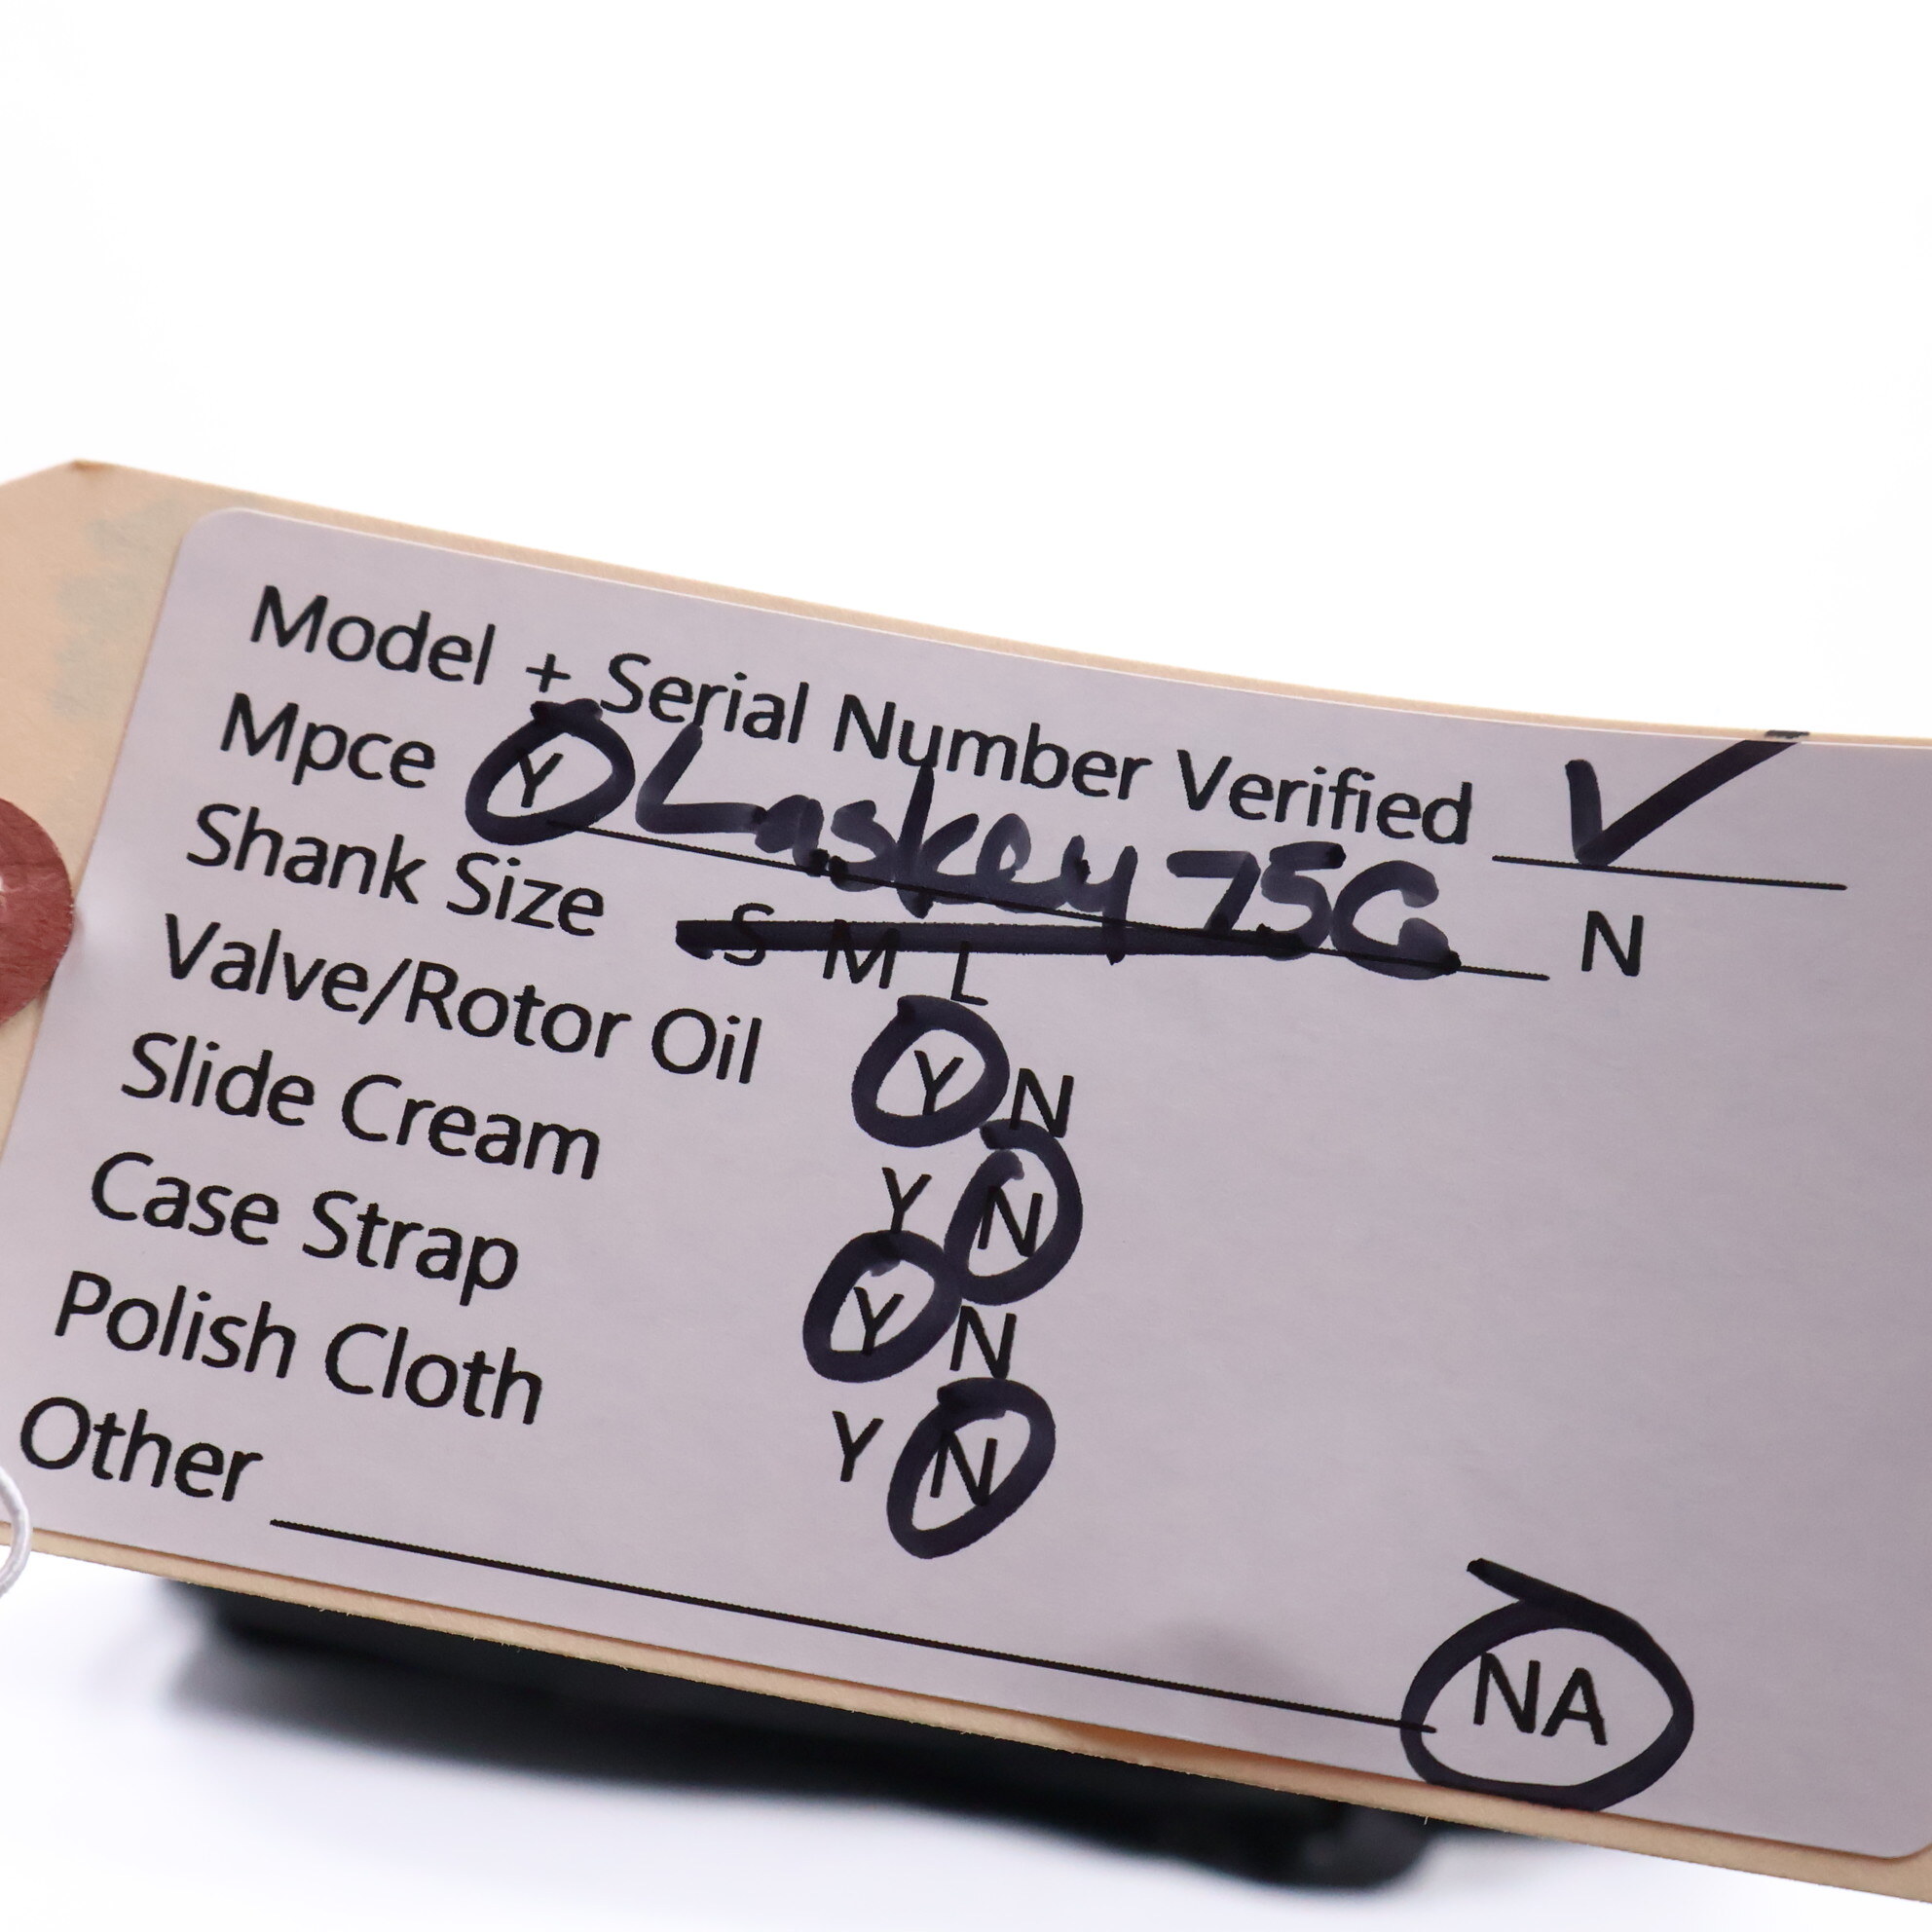 Model + Serial Number Verified ✓
Mpce Y Laskey 75G N
Shank Size S M L
Valve/Rotor Oil Y N
Slide Cream Y N
Case Strap Y N
Polish Cloth Y N
Other NA